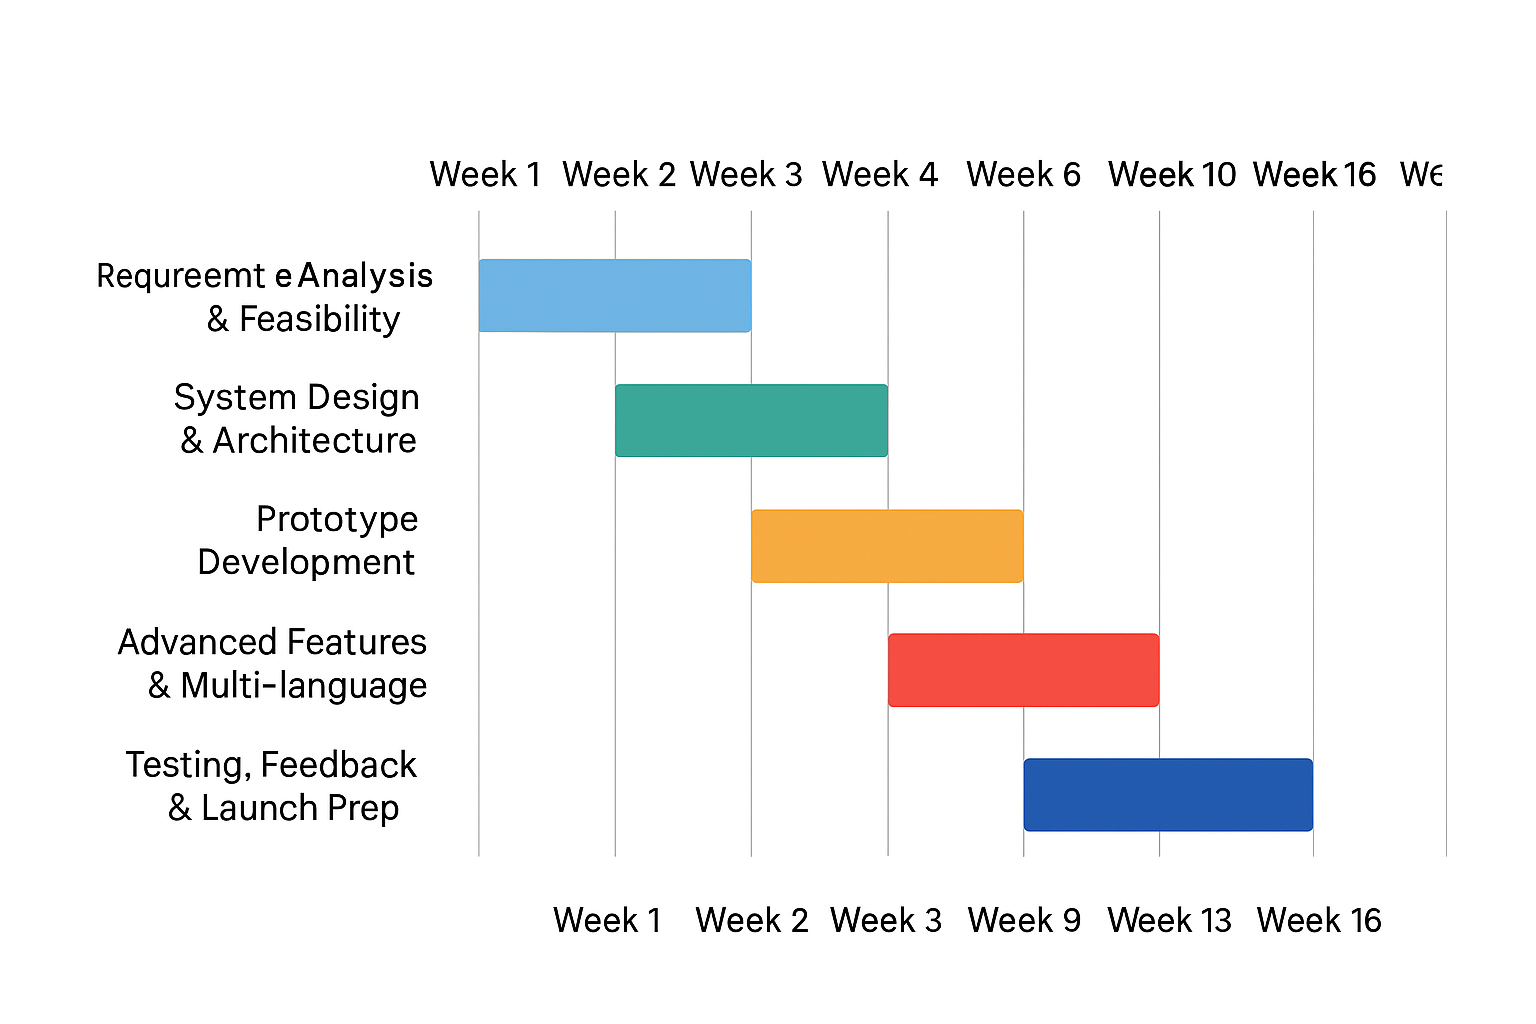 Week 1 Week 2 Week 3 Week 4 Week 6 Week 10 Week 16
Requreemt e Analysis
& Feasibility
System Design
& Architecture
Prototype
Development
Advanced Features
& Multi-language
Testing, Feedback
& Launch Prep
Week 1 Week 2 Week 3 Week 9 Week 13 Week 16